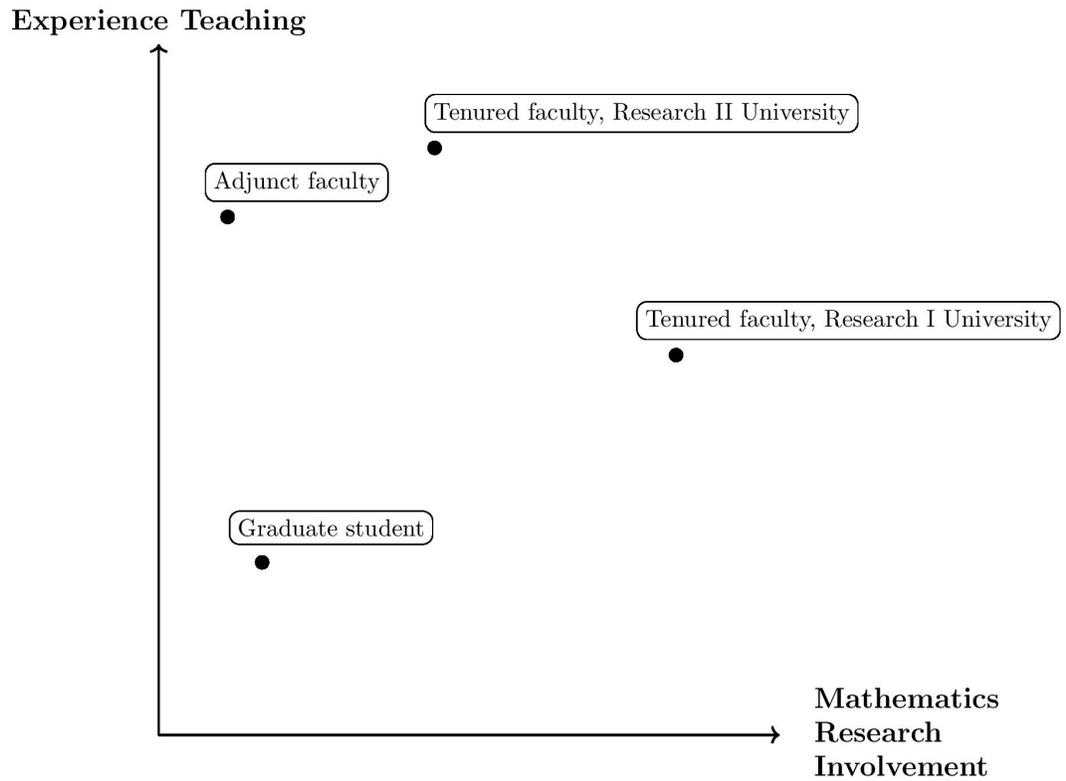 Experience Teaching
Tenured faculty, Research II University
Adjunct faculty
Tenured faculty, Research I University
Graduate student
Mathematics
Research
Involvement